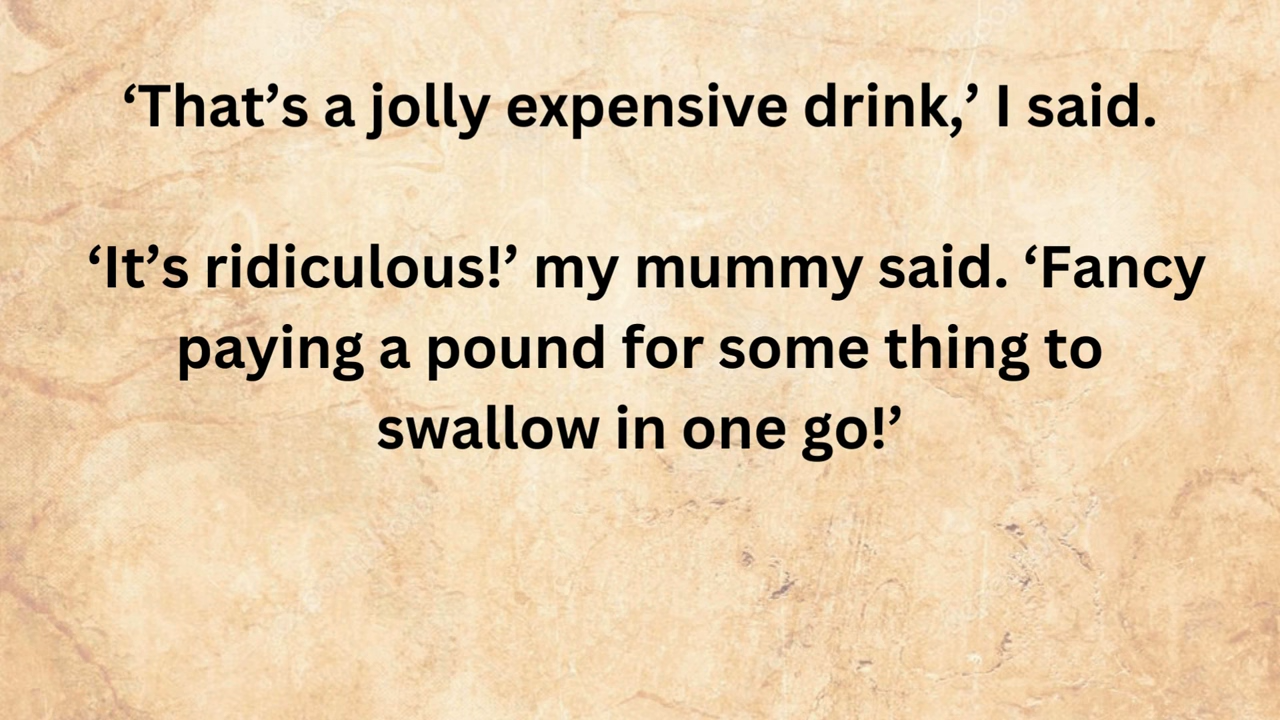 ‘That’s a jolly expensive drink,’ I said.
‘It’s ridiculous!’ my mummy said. ‘Fancy
paying a pound for some thing to
swallow in one go!’